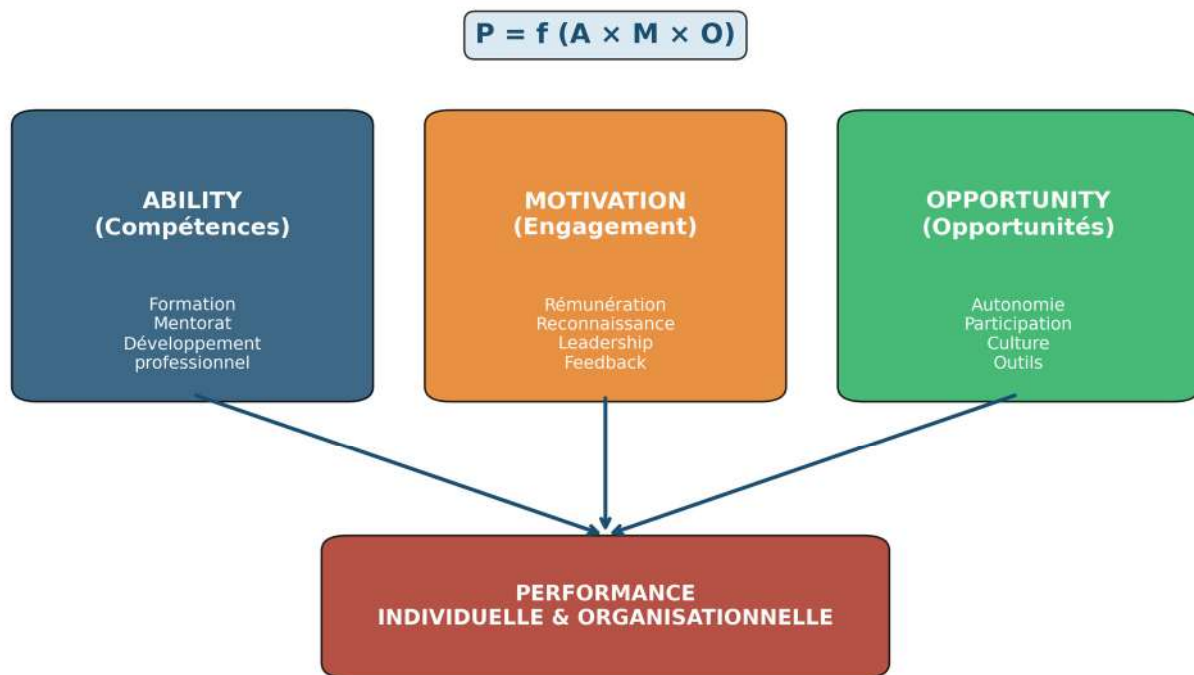 P = f (A × M × O)
ABILITY
(Compétences)
Formation
Mentorat
Développement
professionnel
MOTIVATION
(Engagement)
Rémunération
Reconnaissance
Leadership
Feedback
OPPORTUNITY
(Opportunités)
Autonomie
Participation
Culture
Outils
PERFORMANCE
INDIVIDUELLE & ORGANISATIONNELLE